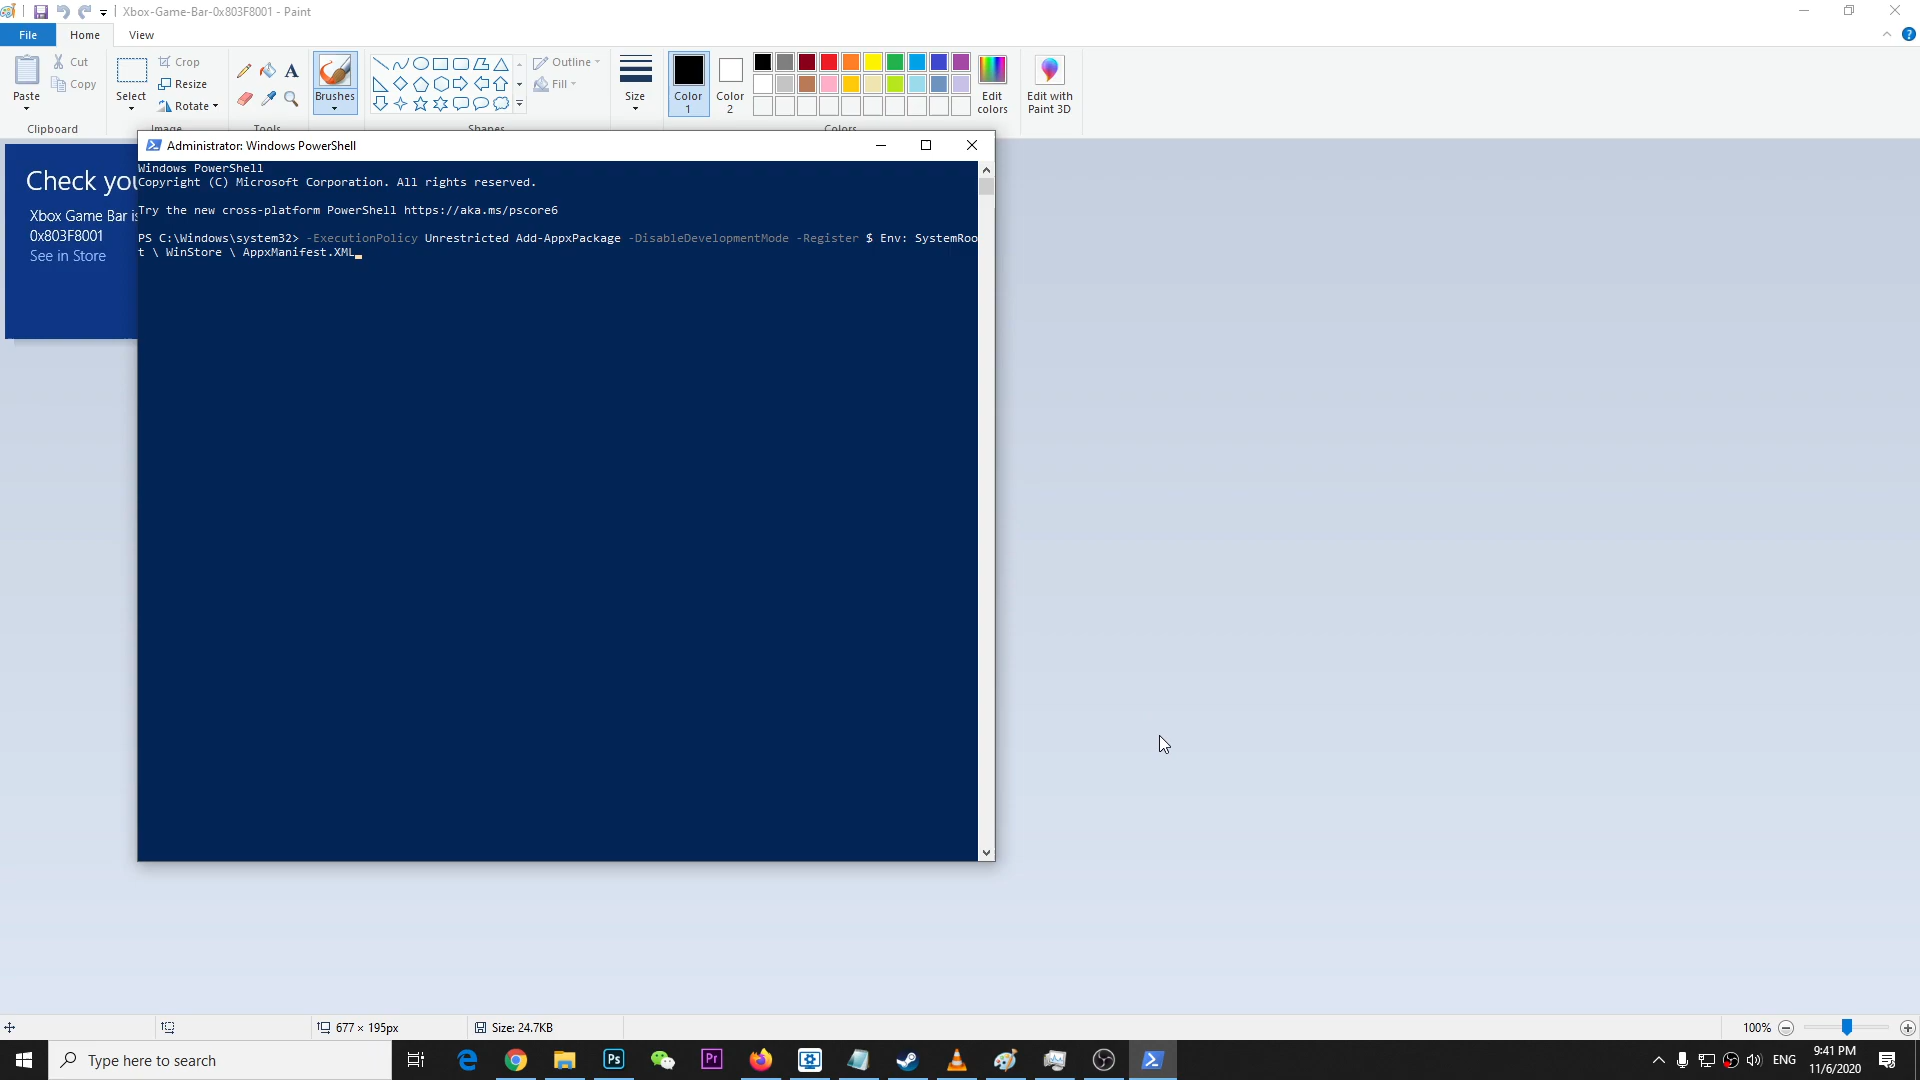 Xbox-Game-Bar-0x803F8001 - Paint
File
Home
View
Paste
Cut
Copy
Clipboard
Select
Crop
Resize
Rotate
Image
Tools
Brushes
Shapes
Outline
Fill
Size
Color 1
Color 2
Colors
Edit colors
Edit with Paint 3D
Check you
Xbox Game Bar is
0x803F8001
See in Store
Administrator: Windows PowerShell
Windows PowerShell
Copyright (C) Microsoft Corporation. All rights reserved.
Try the new cross-platform PowerShell https://aka.ms/pscore6
PS C:\Windows\system32> -ExecutionPolicy Unrestricted Add-AppxPackage -DisableDevelopmentMode -Register $ Env: SystemRoo
t \ WinStore \ AppxManifest.XML
677 × 195px
Size: 24.7KB
100%
Type here to search
Ps
Pr
ENG
9:41 PM
11/6/2020